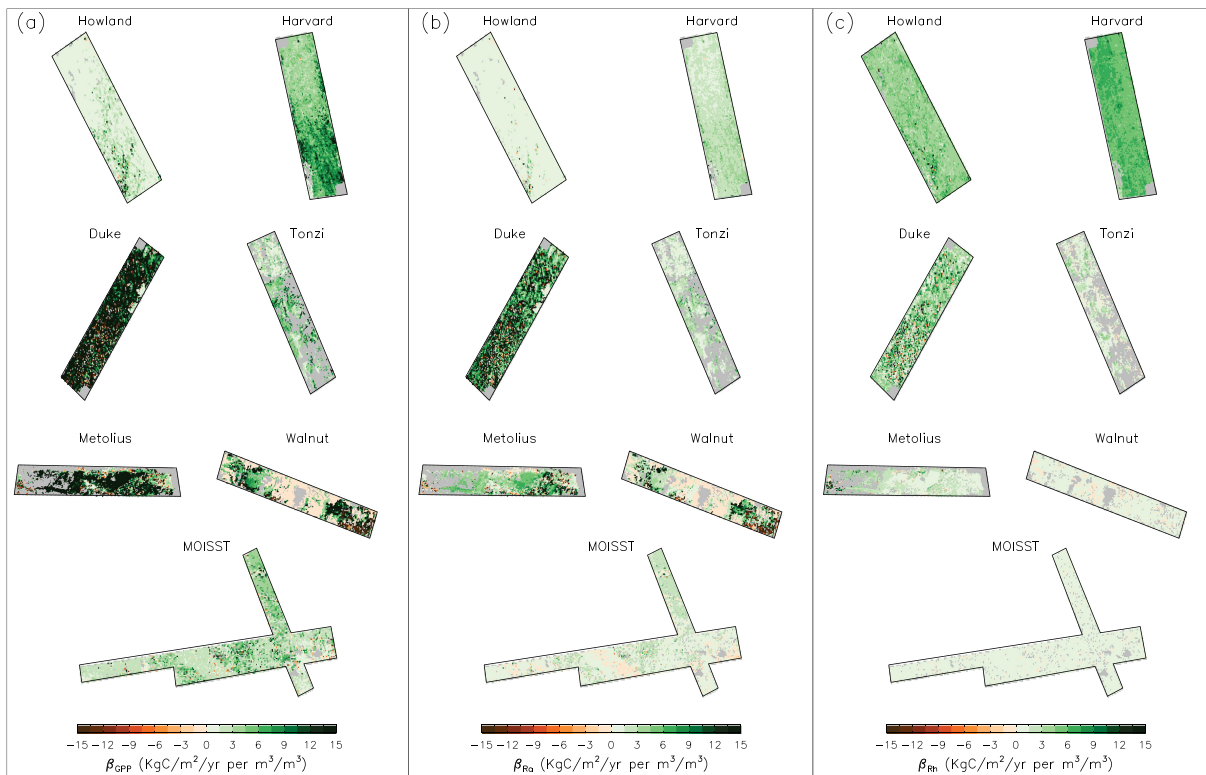 (a)
Howland
Harvard
Duke
Tonzi
Metolius
Walnut
MOISST
−15 −12 −9 −6 −3 0 3 6 9 12 15
βGPP (KgC/m²/yr per m³/m³)
(b)
Howland
Harvard
Duke
Tonzi
Metolius
Walnut
MOISST
−15 −12 −9 −6 −3 0 3 6 9 12 15
βRa (KgC/m²/yr per m³/m³)
(c)
Howland
Harvard
Duke
Tonzi
Metolius
Walnut
MOISST
−15 −12 −9 −6 −3 0 3 6 9 12 15
βRh (KgC/m²/yr per m³/m³)